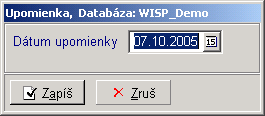 Upomienka, Databáza: WISP_Demo
Dátum upomienky 07.10.2005 15
Zapíš Zruš